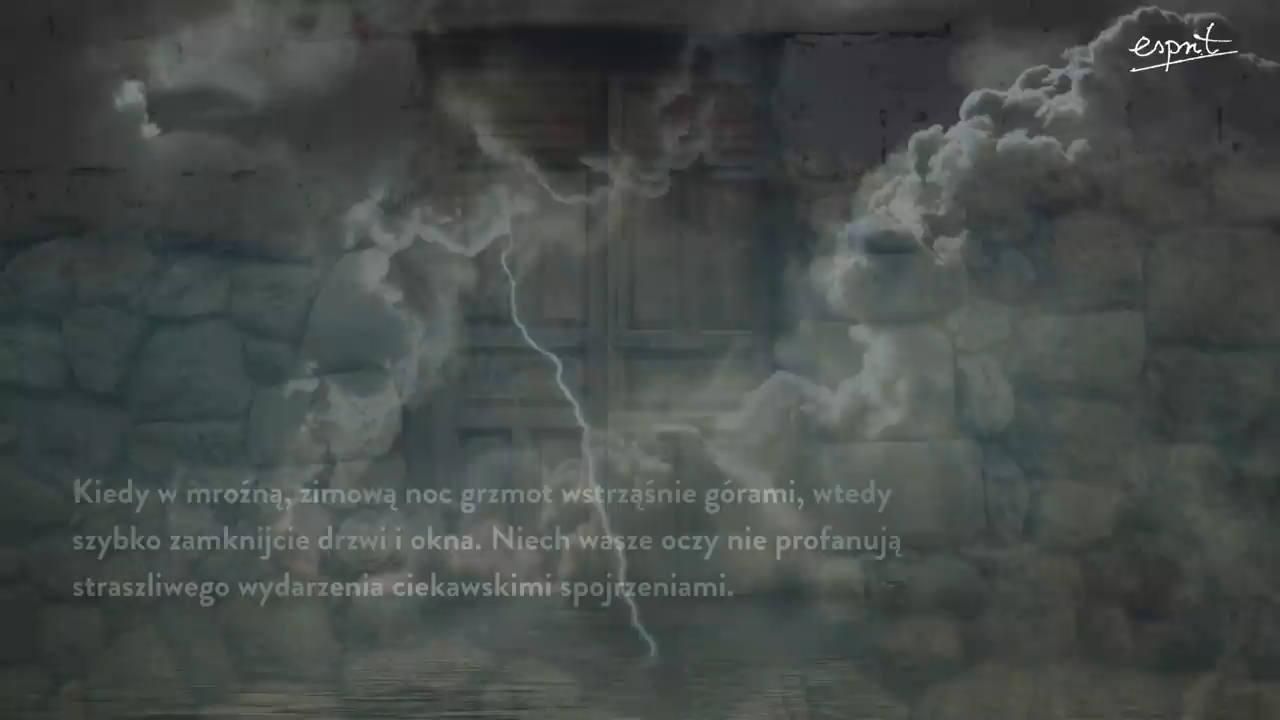 esprit
Kiedy w mroźną, zimową noc grzmot wstrząśnie górami, wtedy
szybko zamknijcie drzwi i okna. Niech wasze oczy nie profanują
straszliwego wydarzenia ciekawskimi spojrzeniami.